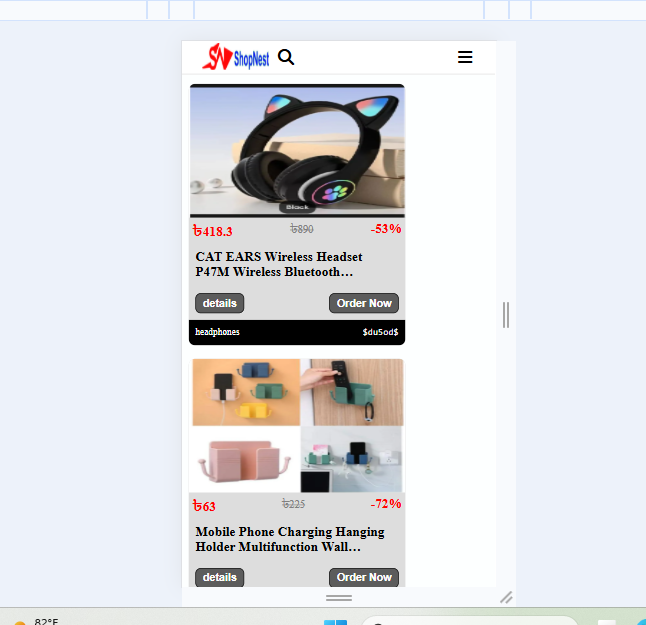 SN ShopNest
Black
৳418.3 ৳890 -53%
CAT EARS Wireless Headset
P47M Wireless Bluetooth...
details Order Now
headphones $du5od$
৳63 ৳225 -72%
Mobile Phone Charging Hanging
Holder Multifunction Wall...
details Order Now
82°F